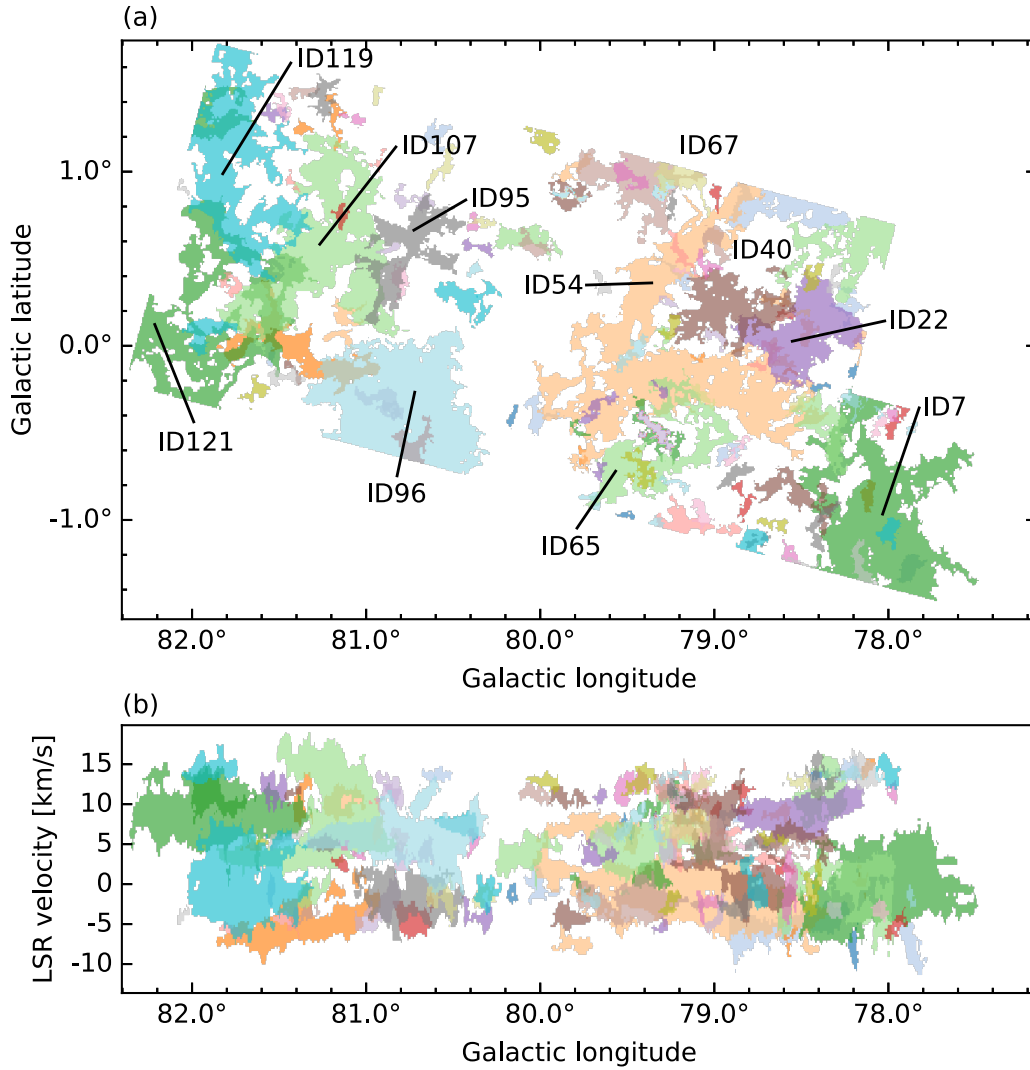 (a)
ID119
ID107
ID67
ID95
ID40
ID54
ID22
ID7
ID121
ID96
ID65
1.0°
0.0°
-1.0°
Galactic latitude
82.0° 81.0° 80.0° 79.0° 78.0°
Galactic longitude
(b)
15
10
5
0
-5
-10
LSR velocity [km/s]
82.0° 81.0° 80.0° 79.0° 78.0°
Galactic longitude